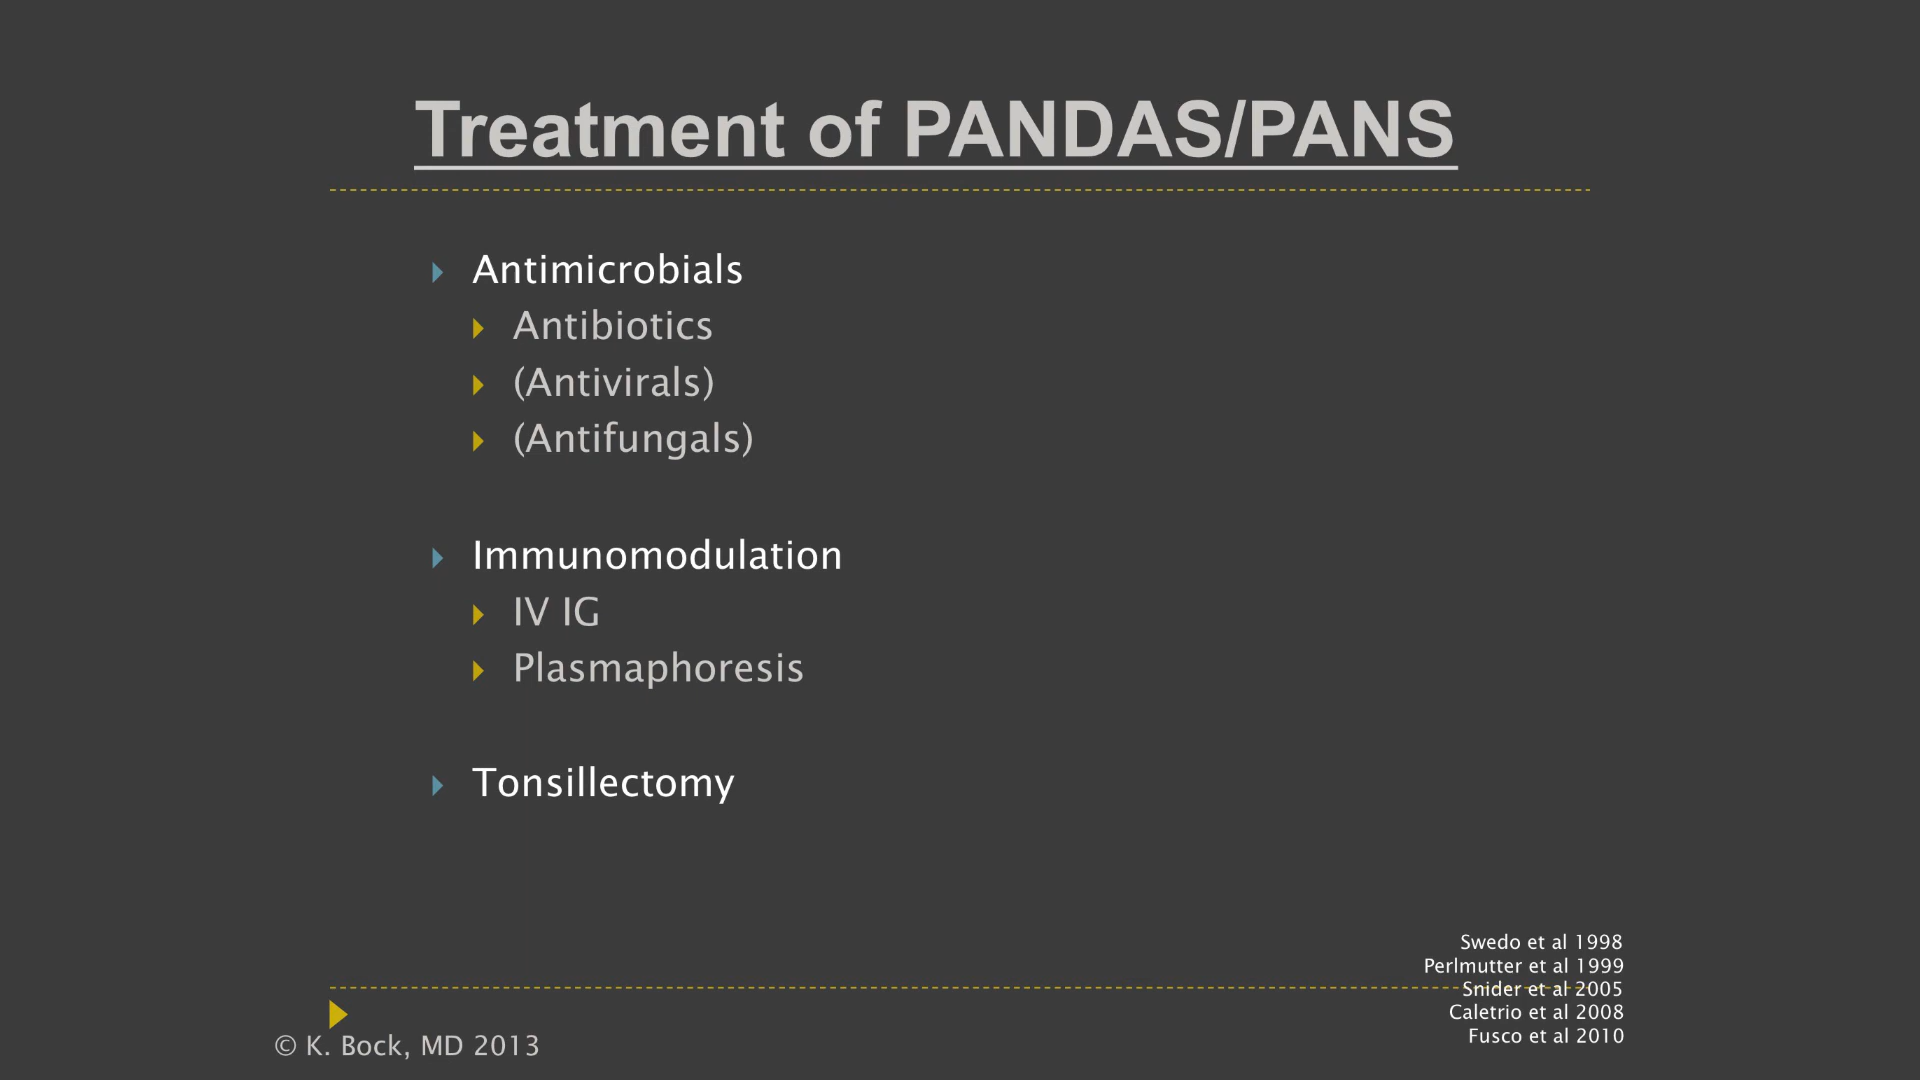 Treatment of PANDAS/PANS
Antimicrobials
Antibiotics
(Antivirals)
(Antifungals)
Immunomodulation
IV IG
Plasmaphoresis
Tonsillectomy
Swedo et al 1998
Perlmutter et al 1999
Snider et al 2005
Caletrio et al 2008
Fusco et al 2010
© K. Bock, MD 2013